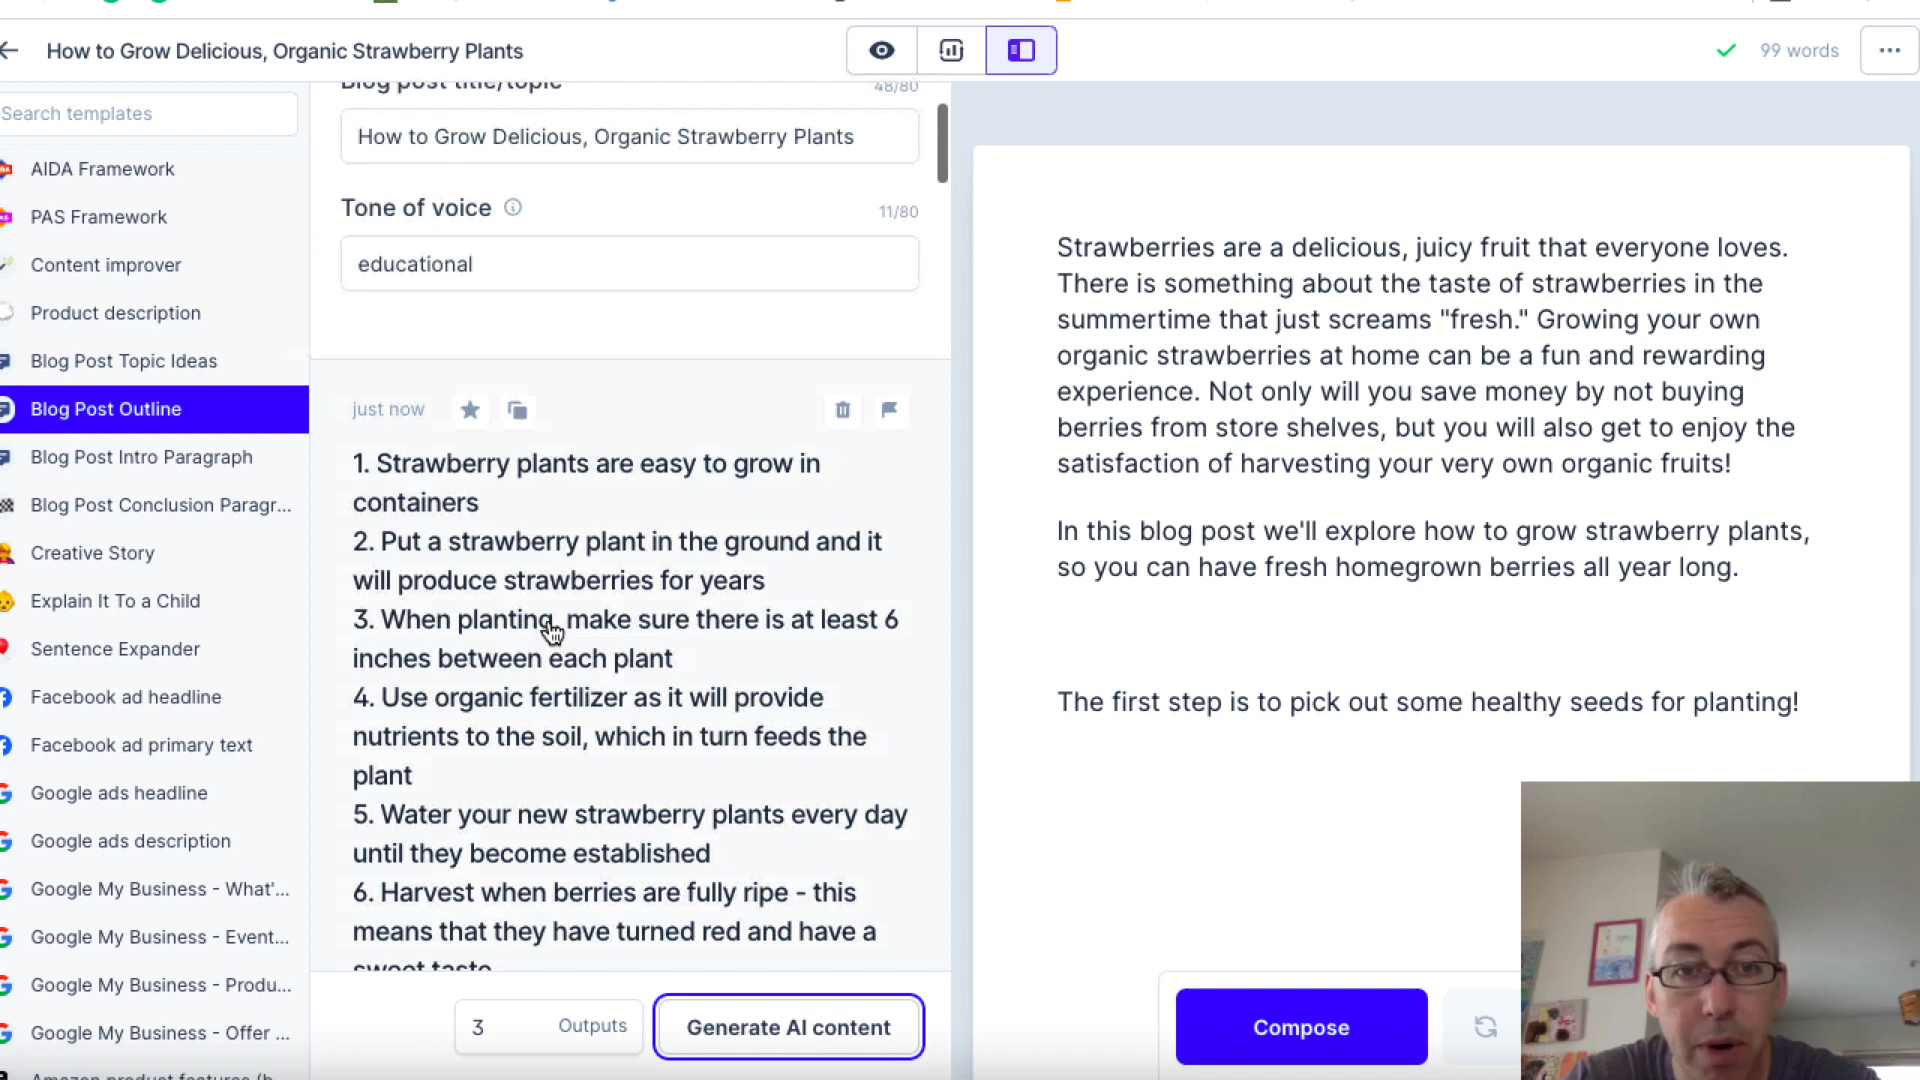 How to Grow Delicious, Organic Strawberry Plants
99 words
Search templates
AIDA Framework
PAS Framework
Content improver
Product description
Blog Post Topic Ideas
Blog Post Outline
Blog Post Intro Paragraph
Blog Post Conclusion Paragr...
Creative Story
Explain It To a Child
Sentence Expander
Facebook ad headline
Facebook ad primary text
Google ads headline
Google ads description
Google My Business - What'...
Google My Business - Event...
Google My Business - Produ...
Google My Business - Offer ...
Amazon product features (b...
Blog post title/topic
48/80
How to Grow Delicious, Organic Strawberry Plants
Tone of voice
11/80
educational
just now
1. Strawberry plants are easy to grow in
containers
2. Put a strawberry plant in the ground and it
will produce strawberries for years
3. When planting, make sure there is at least 6
inches between each plant
4. Use organic fertilizer as it will provide
nutrients to the soil, which in turn feeds the
plant
5. Water your new strawberry plants every day
until they become established
6. Harvest when berries are fully ripe - this
means that they have turned red and have a
sweet taste
3 Outputs
Generate AI content
Strawberries are a delicious, juicy fruit that everyone loves.
There is something about the taste of strawberries in the
summertime that just screams "fresh." Growing your own
organic strawberries at home can be a fun and rewarding
experience. Not only will you save money by not buying
berries from store shelves, but you will also get to enjoy the
satisfaction of harvesting your very own organic fruits!
In this blog post we'll explore how to grow strawberry plants,
so you can have fresh homegrown berries all year long.
The first step is to pick out some healthy seeds for planting!
Compose